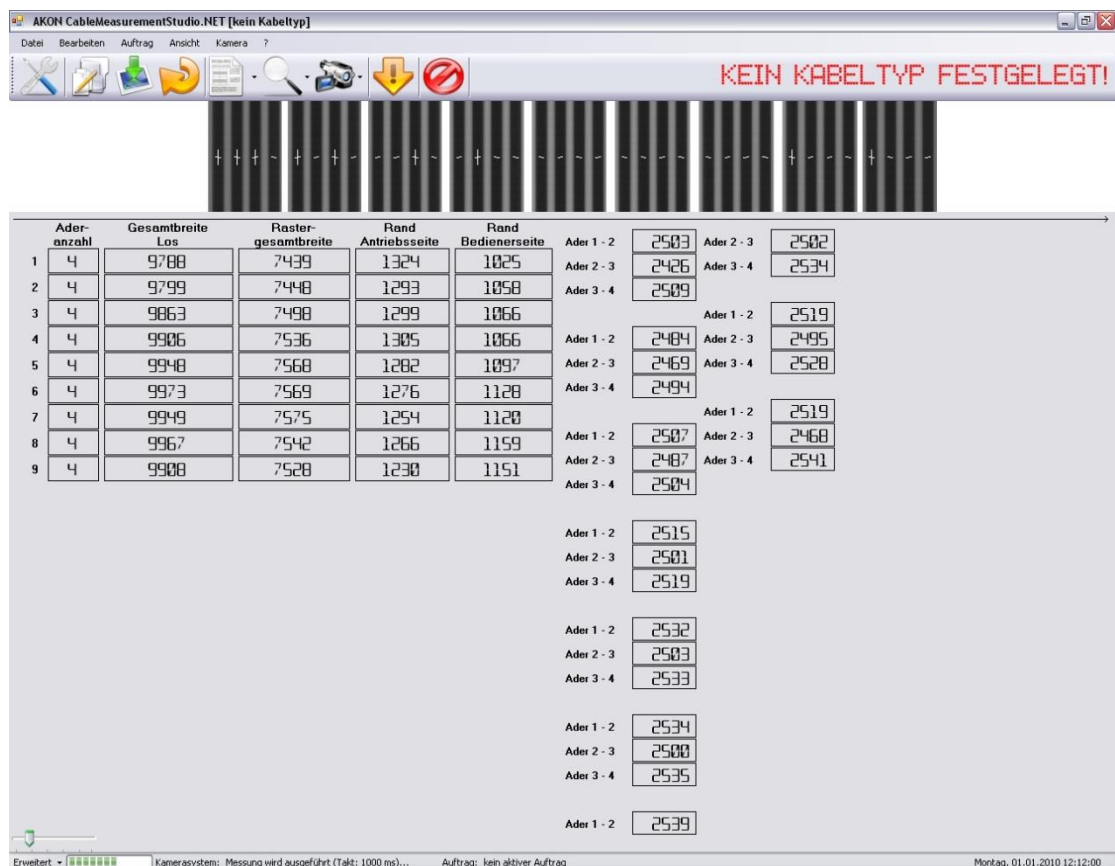 AKON CableMeasurementStudio.NET [kein Kabeltyp]
Datei Bearbeiten Auftrag Ansicht Kamera ?
KEIN KABELTYP FESTGELEGT!
Ader-anzahl Gesamtbreite Los Raster-gesamtbreite Rand Antriebsseite Rand Bedienerseite
1 4 9788 7439 1324 1025
2 4 9799 7448 1293 1058
3 4 9863 7498 1299 1066
4 4 9906 7536 1305 1066
5 4 9948 7568 1282 1097
6 4 9973 7569 1276 1128
7 4 9949 7575 1254 1120
8 4 9967 7542 1266 1159
9 4 9908 7528 1230 1151
Ader 1 - 2 2503
Ader 2 - 3 2426
Ader 3 - 4 2509
Ader 1 - 2 2484
Ader 2 - 3 2469
Ader 3 - 4 2494
Ader 1 - 2 2507
Ader 2 - 3 2487
Ader 3 - 4 2504
Ader 1 - 2 2515
Ader 2 - 3 2501
Ader 3 - 4 2519
Ader 1 - 2 2532
Ader 2 - 3 2503
Ader 3 - 4 2533
Ader 1 - 2 2534
Ader 2 - 3 2500
Ader 3 - 4 2535
Ader 1 - 2 2539
Ader 2 - 3 2502
Ader 3 - 4 2534
Ader 1 - 2 2519
Ader 2 - 3 2495
Ader 3 - 4 2528
Ader 1 - 2 2519
Ader 2 - 3 2468
Ader 3 - 4 2541
Erweitert Kamerasystem: Messung wird ausgeführt (Takt: 1000 ms)... Auftrag: kein aktiver Auftrag Montag, 01.01.2010 12:12:00